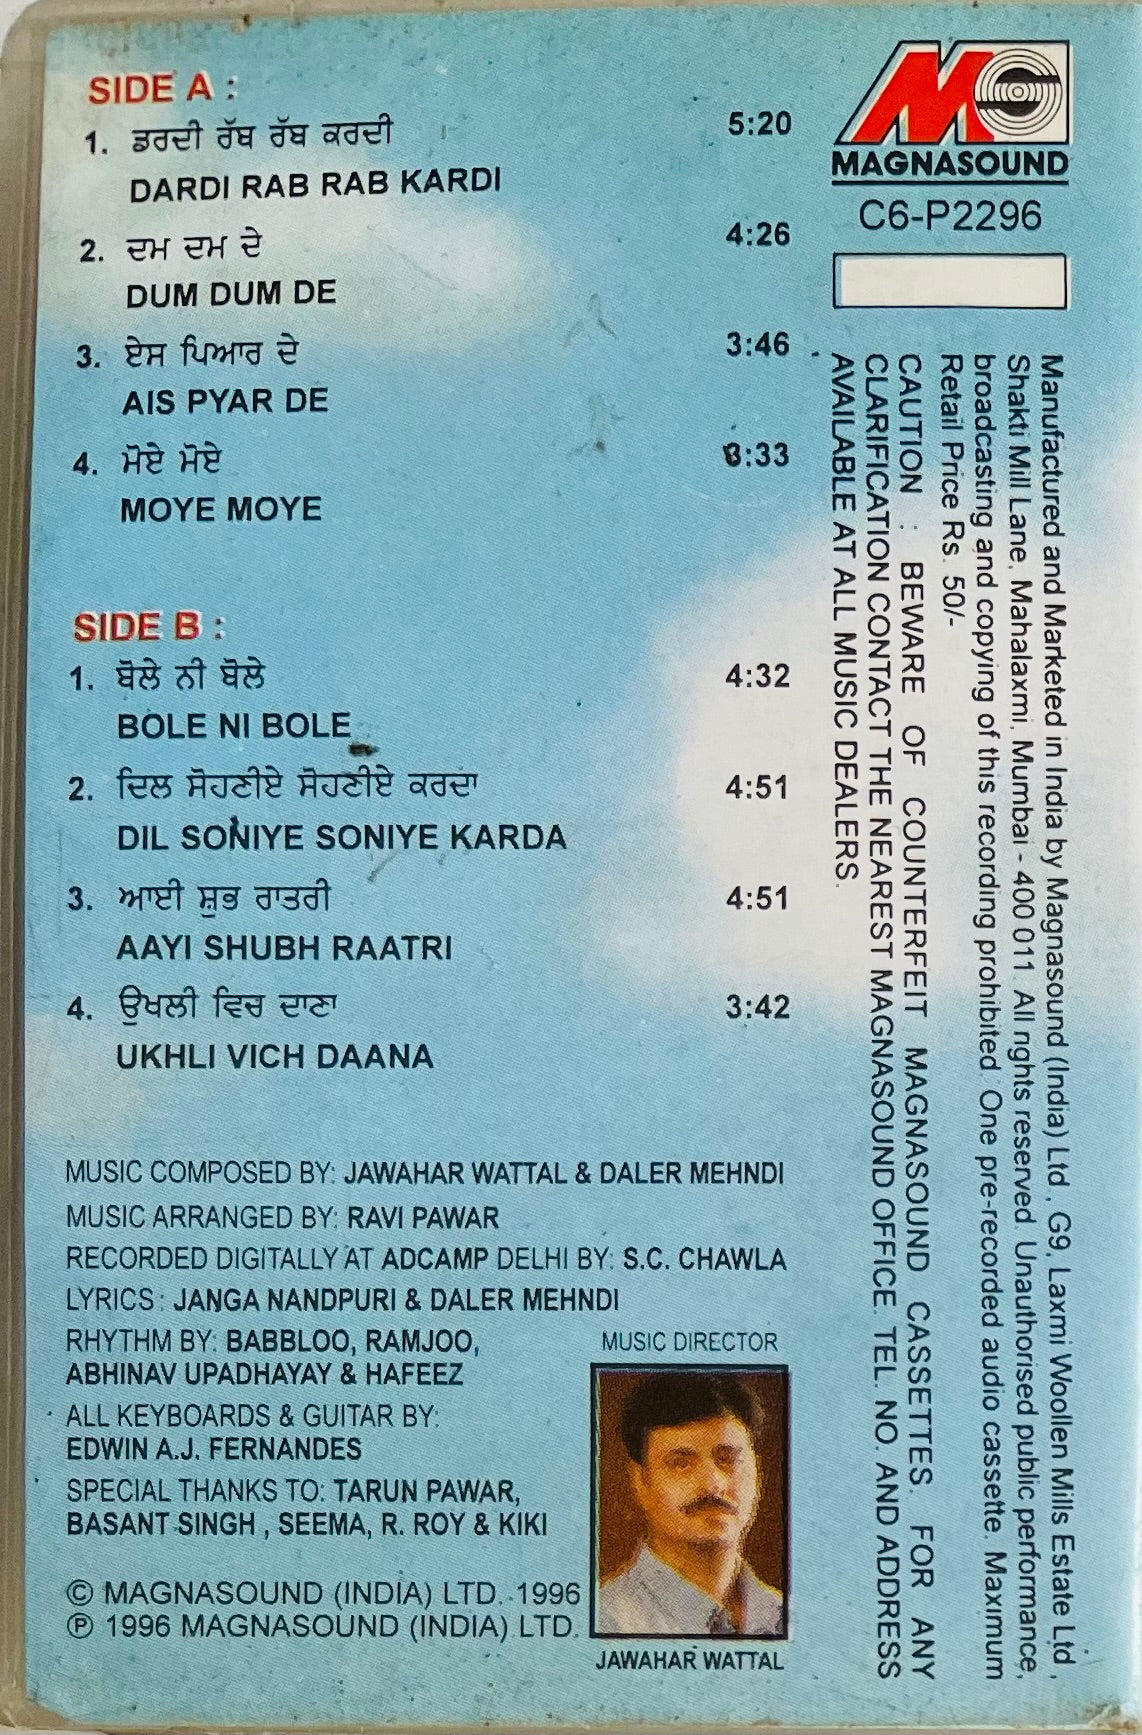 SIDE A :
1. ਡਰਦੀ ਰੱਬ ਰੱਬ ਕਰਦੀ 5:20
DARDI RAB RAB KARDI
2. ਦਮ ਦਮ ਦੇ 4:26
DUM DUM DE
3. ਏਸ ਪਿਆਰ ਦੇ 3:46
AIS PYAR DE
4. ਮੋਏ ਮੋਏ 3:33
MOYE MOYE
SIDE B :
1. ਬੋਲੇ ਨੀ ਬੋਲੇ 4:32
BOLE NI BOLE
2. ਦਿਲ ਸੋਹਣੀਏ ਸੋਹਣੀਏ ਕਰਦਾ 4:51
DIL SONIYE SONIYE KARDA
3. ਆਈ ਸ਼ੁਭ ਰਾਤਰੀ 4:51
AAYI SHUBH RAATRI
4. ਉਖਲੀ ਵਿਚ ਦਾਣਾ 3:42
UKHLI VICH DAANA
MUSIC COMPOSED BY: JAWAHAR WATTAL & DALER MEHNDI
MUSIC ARRANGED BY: RAVI PAWAR
RECORDED DIGITALLY AT ADCAMP DELHI BY: S.C. CHAWLA
LYRICS: JANGA NANDPURI & DALER MEHNDI
RHYTHM BY: BABBLOO, RAMJOO,
ABHINAV UPADHAYAY & HAFEEZ
ALL KEYBOARDS & GUITAR BY:
EDWIN A.J. FERNANDES
SPECIAL THANKS TO: TARUN PAWAR,
BASANT SINGH, SEEMA, R. ROY & KIKI
© MAGNASOUND (INDIA) LTD. 1996
℗ 1996 MAGNASOUND (INDIA) LTD.
MUSIC DIRECTOR
JAWAHAR WATTAL
MAGNASOUND
C6-P2296
Manufactured and Marketed in India by Magnasound (India) Ltd., G9, Laxmi Woollen Mills Estate Ltd.,
Shakti Mill Lane, Mahalaxmi, Mumbai - 400 011. All rights reserved. Unauthorised public performance,
broadcasting and copying of this recording prohibited. One pre-recorded audio cassette. Maximum
Retail Price Rs. 50/-
CAUTION : BEWARE OF COUNTERFEIT MAGNASOUND CASSETTES. FOR ANY
CLARIFICATION CONTACT THE NEAREST MAGNASOUND OFFICE. TEL. NO. AND ADDRESS
AVAILABLE AT ALL MUSIC DEALERS.